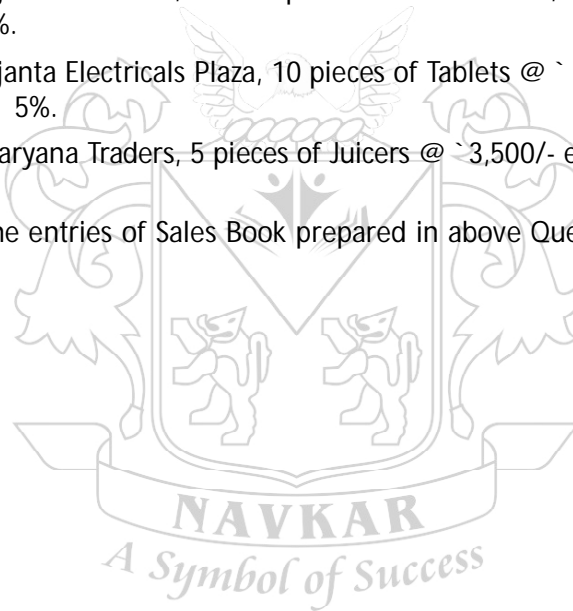 %.
janta Electricals Plaza, 10 pieces of Tablets @ `
5%.
aryana Traders, 5 pieces of Juicers @ `3,500/- e
ne entries of Sales Book prepared in above Que
NAVKAR
A Symbol of Success